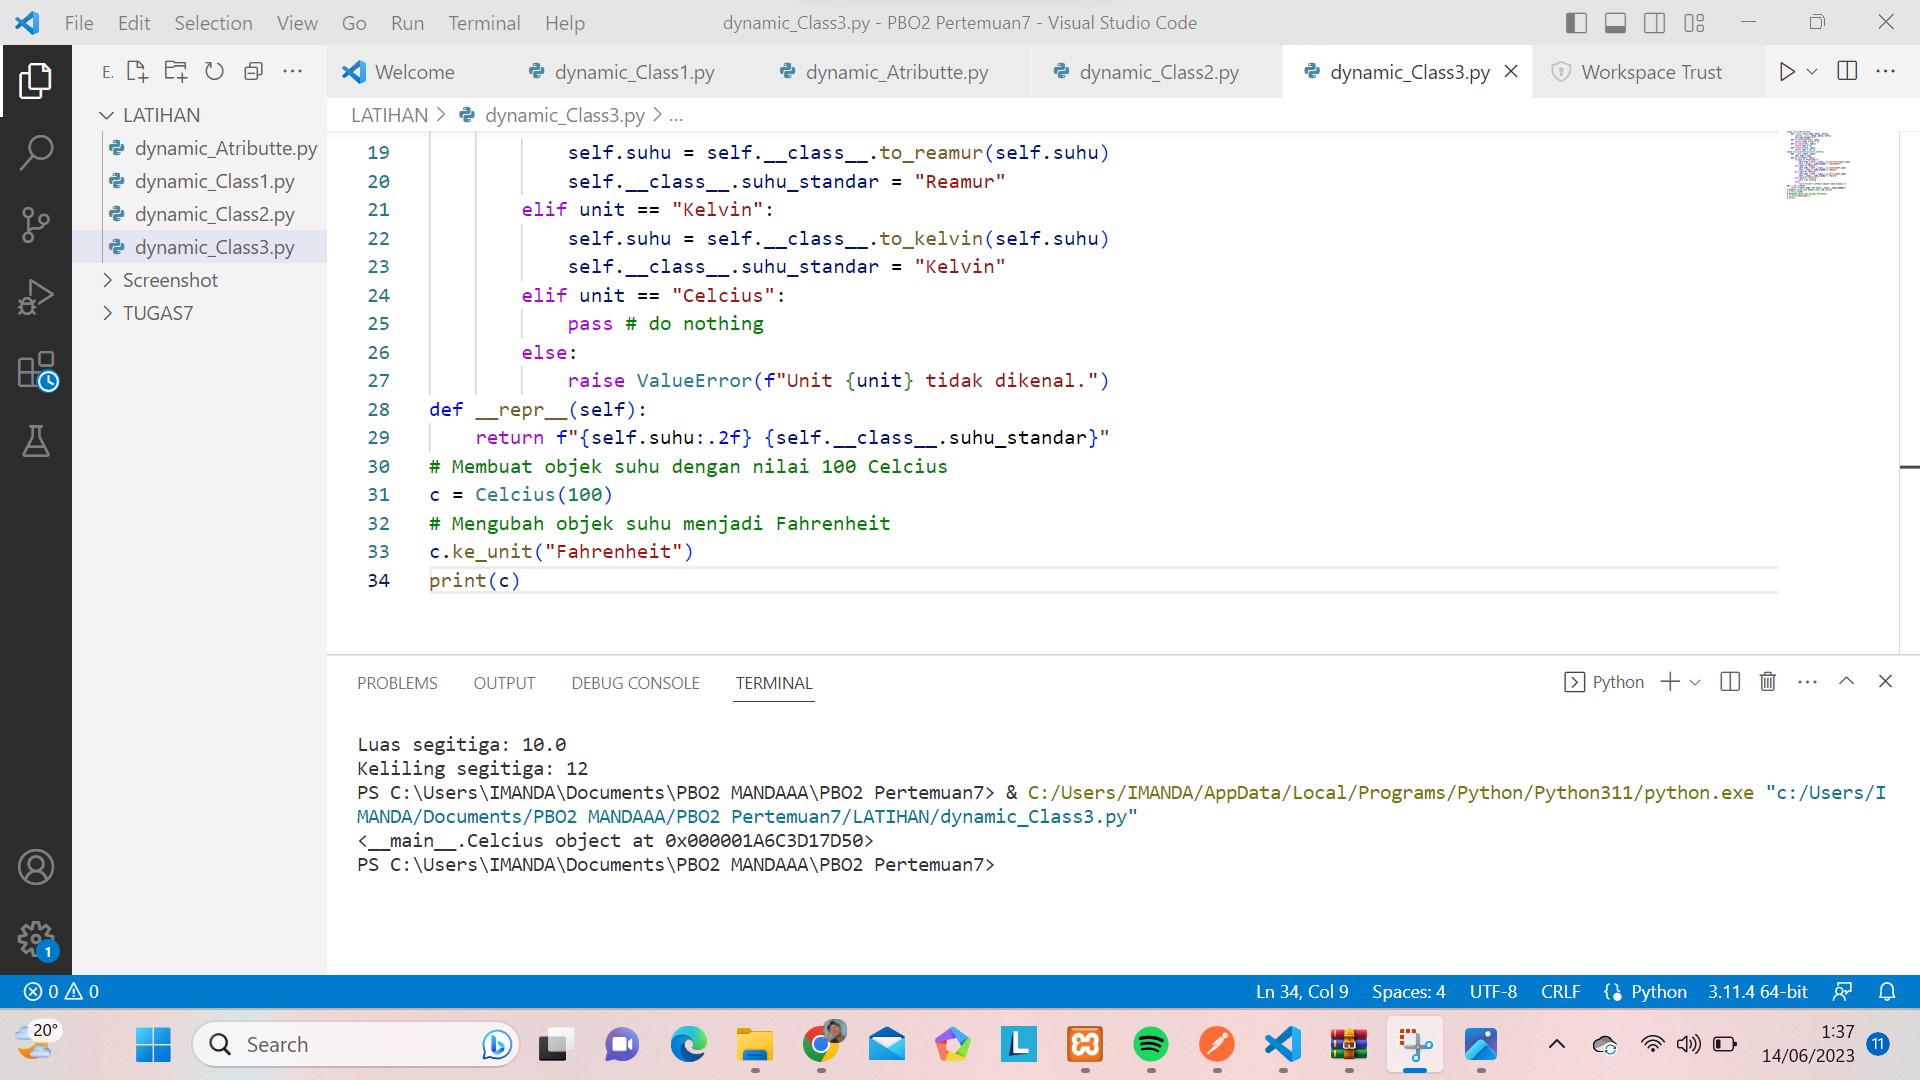 File Edit Selection View Go Run Terminal Help dynamic_Class3.py - PBO2 Pertemuan7 - Visual Studio Code
E. Welcome dynamic_Class1.py dynamic_Atributte.py dynamic_Class2.py dynamic_Class3.py Workspace Trust
LATIHAN
dynamic_Atributte.py
dynamic_Class1.py
dynamic_Class2.py
dynamic_Class3.py
Screenshot
TUGAS7
LATIHAN > dynamic_Class3.py > ...
19 self.suhu = self.__class__.to_reamur(self.suhu)
20 self.__class__.suhu_standar = "Reamur"
21 elif unit == "Kelvin":
22 self.suhu = self.__class__.to_kelvin(self.suhu)
23 self.__class__.suhu_standar = "Kelvin"
24 elif unit == "Celcius":
25 pass # do nothing
26 else:
27 raise ValueError(f"Unit {unit} tidak dikenal.")
28 def __repr__(self):
29 return f"{self.suhu:.2f} {self.__class__.suhu_standar}"
30 # Membuat objek suhu dengan nilai 100 Celcius
31 c = Celcius(100)
32 # Mengubah objek suhu menjadi Fahrenheit
33 c.ke_unit("Fahrenheit")
34 print(c)
PROBLEMS OUTPUT DEBUG CONSOLE TERMINAL Python
Luas segitiga: 10.0
Keliling segitiga: 12
PS C:\Users\IMANDA\Documents\PBO2 MANDAAA\PBO2 Pertemuan7> & C:/Users/IMANDA/AppData/Local/Programs/Python/Python311/python.exe "c:/Users/I
MANDA/Documents/PBO2 MANDAAA/PBO2 Pertemuan7/LATIHAN/dynamic_Class3.py"
<__main__.Celcius object at 0x000001A6C3D17D50>
PS C:\Users\IMANDA\Documents\PBO2 MANDAAA\PBO2 Pertemuan7>
1
0 0 Ln 34, Col 9 Spaces: 4 UTF-8 CRLF Python 3.11.4 64-bit
20° Search L 1:37
14/06/2023 11